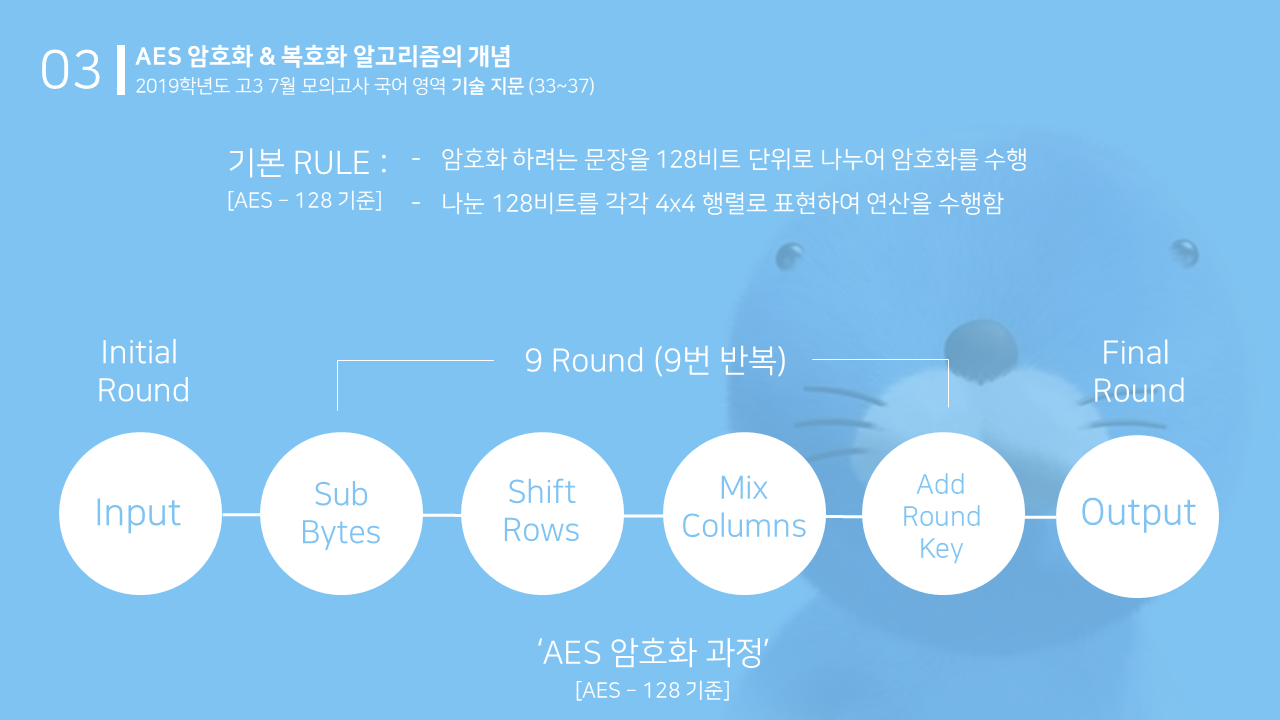 03
AES 암호화 & 복호화 알고리즘의 개념
2019학년도 고3 7월 모의고사 국어 영역 기술 지문 (33~37)
기본 RULE :
[AES – 128 기준]
- 암호화 하려는 문장을 128비트 단위로 나누어 암호화를 수행
- 나눈 128비트를 각각 4x4 행렬로 표현하여 연산을 수행함
Initial
Round
9 Round (9번 반복)
Final
Round
Input
Sub
Bytes
Shift
Rows
Mix
Columns
Add
Round
Key
Output
‘AES 암호화 과정’
[AES – 128 기준]